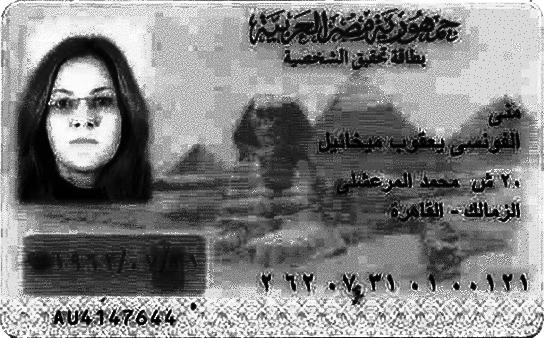 جمهورية مصر العربية
بطاقة تحقيق الشخصية
منى
الفونسى يعقوب ميخائيل
٢٠ ش محمد المرعشلى
الزمالك - القاهرة
٢ ٦٢ ٠٧ ٣١ ٠١ ٠٠١٢١
AU4147644